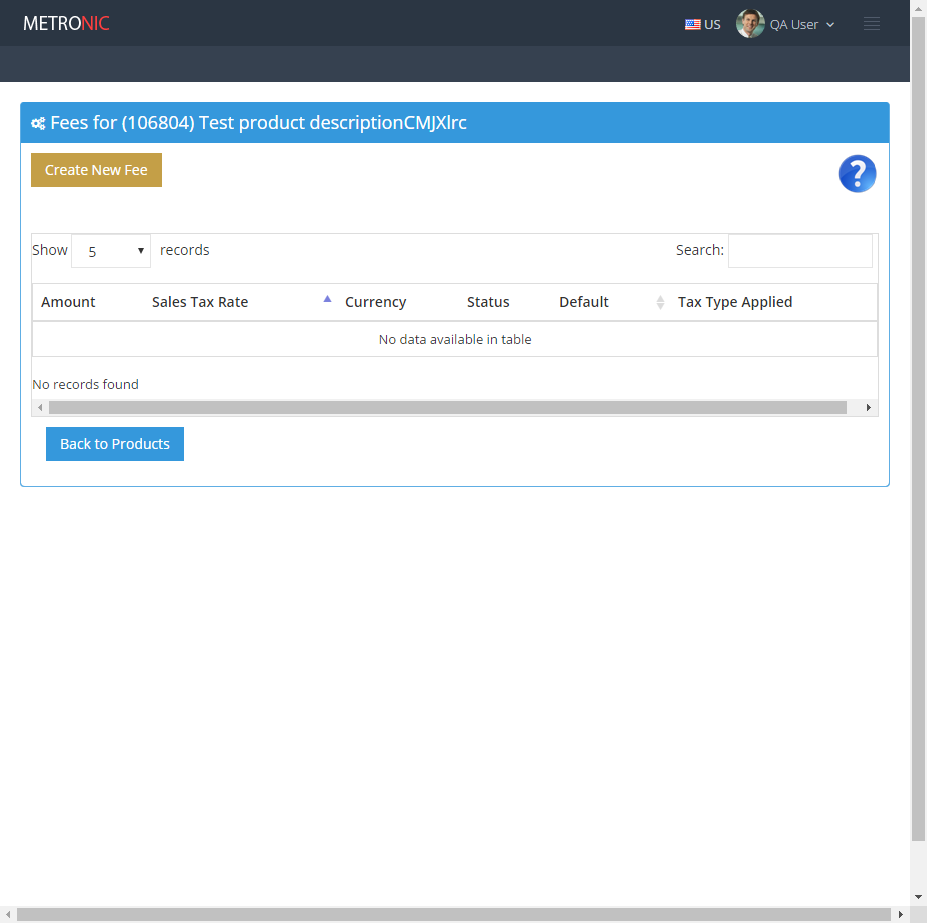 METRONIC
US
QA User
Fees for (106804) Test product descriptionCMJXlrc
Create New Fee
?
Show 5 records
Search:
Amount Sales Tax Rate Currency Status Default Tax Type Applied
No data available in table
No records found
Back to Products